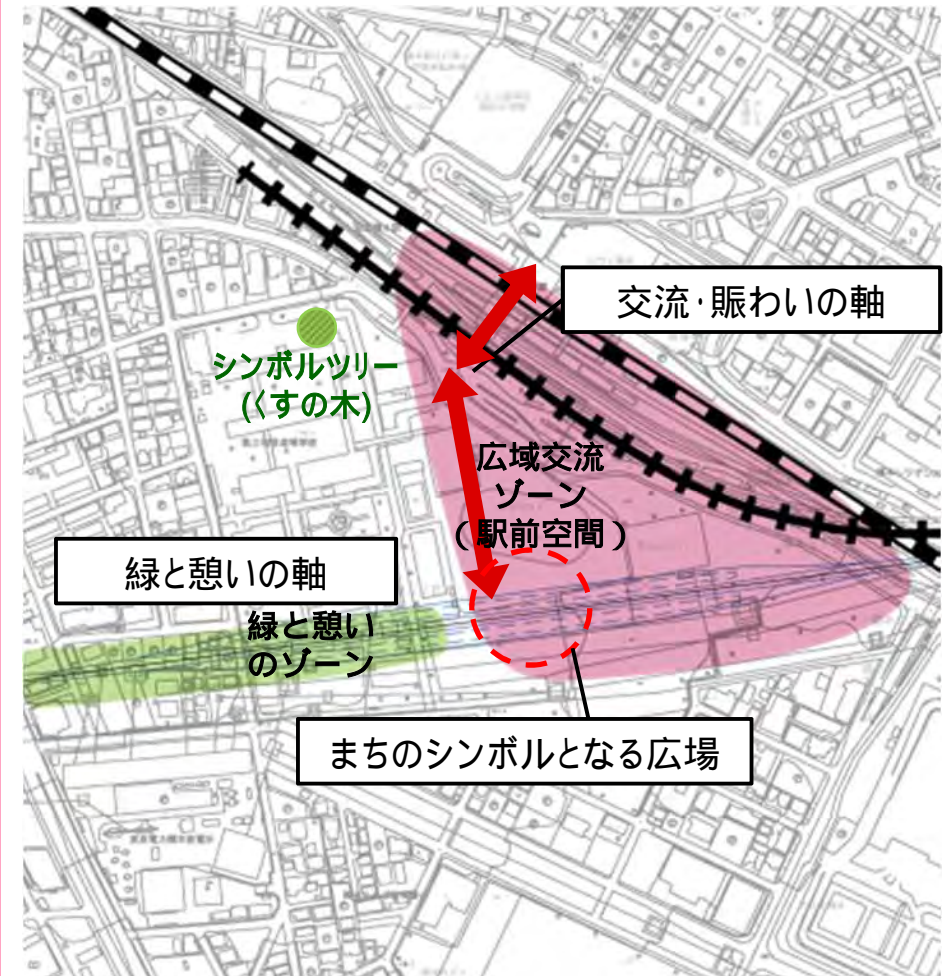 交流・賑わいの軸
シンボルツリー
(くすの木)
広域交流
ゾーン
(駅前空間)
緑と憩いの軸
緑と憩い
のゾーン
まちのシンボルとなる広場